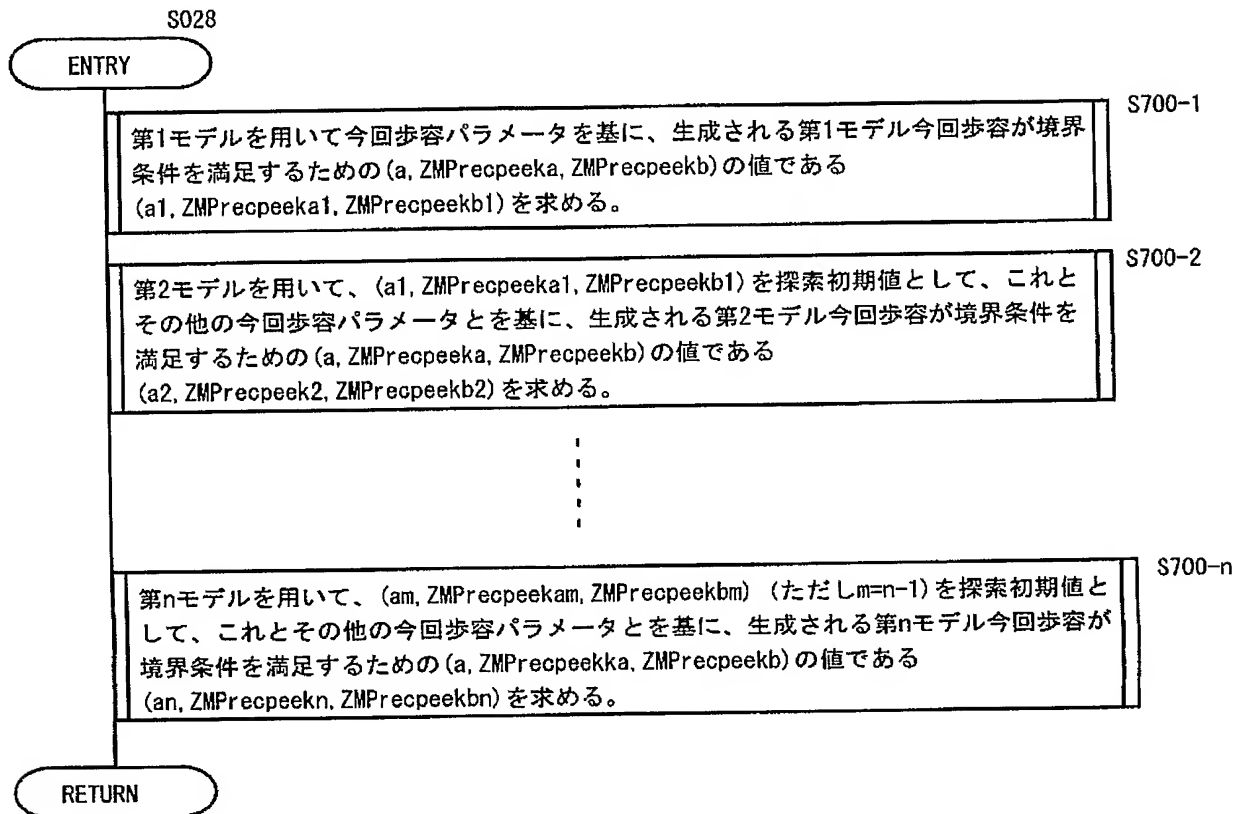 S028
ENTRY
S700-1
第1モデルを用いて今回歩容パラメータを基に、生成される第1モデル今回歩容が境界
条件を満足するための(a, ZMPrecpeeka, ZMPrecpeekb)の値である
(a1, ZMPrecpeeka1, ZMPrecpeekb1)を求める。
S700-2
第2モデルを用いて、(a1, ZMPrecpeeka1, ZMPrecpeekb1)を探索初期値として、これと
その他の今回歩容パラメータとを基に、生成される第2モデル今回歩容が境界条件を
満足するための(a, ZMPrecpeeka, ZMPrecpeekb)の値である
(a2, ZMPrecpeek2, ZMPrecpeekb2)を求める。
S700-n
第nモデルを用いて、(am, ZMPrecpeekam, ZMPrecpeekbm) (ただしm=n-1)を探索初期値と
して、これとその他の今回歩容パラメータとを基に、生成される第nモデル今回歩容が
境界条件を満足するための(a, ZMPrecpeekka, ZMPrecpeekb)の値である
(an, ZMPrecpeekn, ZMPrecpeekbn)を求める。
RETURN